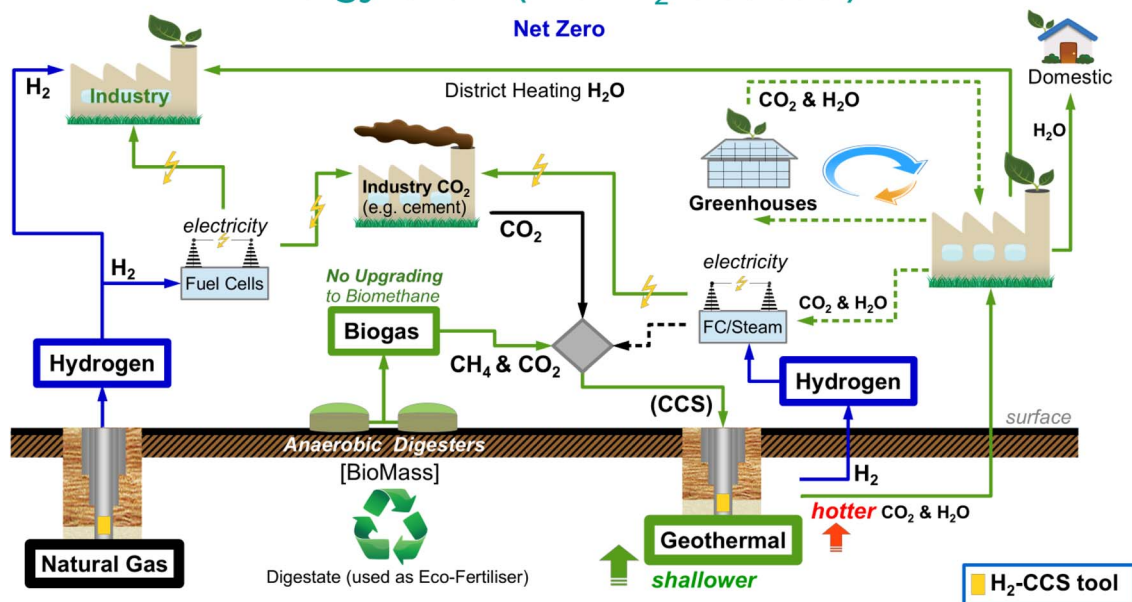 Net Zero
H₂
Industry
District Heating H₂O
CO₂ & H₂O
Domestic
H₂O
Industry CO₂
(e.g. cement)
Greenhouses
electricity
CO₂
H₂
Fuel Cells
No Upgrading
to Biomethane
electricity
CO₂ & H₂O
Biogas
FC/Steam
Hydrogen
CH₄ & CO₂
Hydrogen
(CCS)
surface
Anaerobic Digesters
[BioMass]
H₂
hotter CO₂ & H₂O
Natural Gas
Geothermal
Digestate (used as Eco-Fertiliser)
shallower
H₂-CCS tool